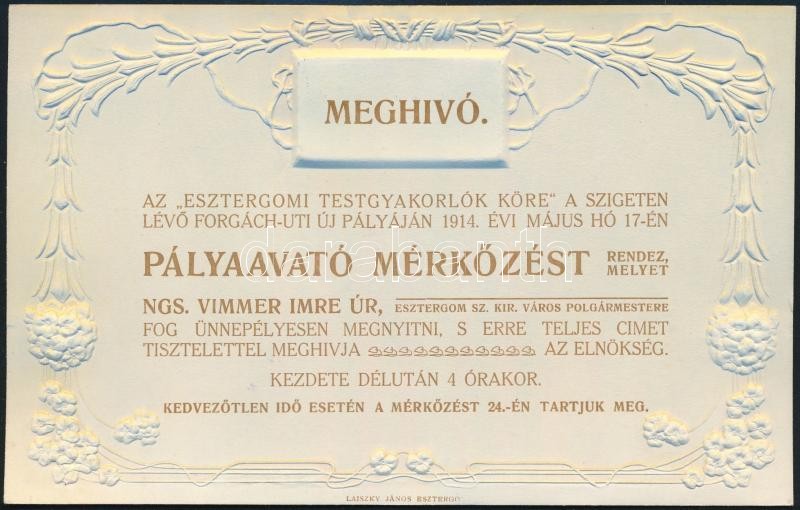 MEGHIVÓ.
AZ „ESZTERGOMI TESTGYAKORLÓK KÖRE“ A SZIGETEN
LÉVŐ FORGÁCH-UTI ÚJ PÁLYÁJÁN 1914. ÉVI MÁJUS HÓ 17-ÉN
PÁLYAAVATÓ MÉRKŐZÉST RENDEZ, MELYET
NGS. VIMMER IMRE ÚR, ESZTERGOM SZ. KIR. VÁROS POLGÁRMESTERE
FOG ÜNNEPÉLYESEN MEGNYITNI, S ERRE TELJES CIMET
TISZTELETTEL MEGHIVJA AZ ELNÖKSÉG.
KEZDETE DÉLUTÁN 4 ÓRAKOR.
KEDVEZŐTLEN IDŐ ESETÉN A MÉRKŐZÉST 24.-ÉN TARTJUK MEG.
LAISZKY JÁNOS ESZTERGO
darabanth